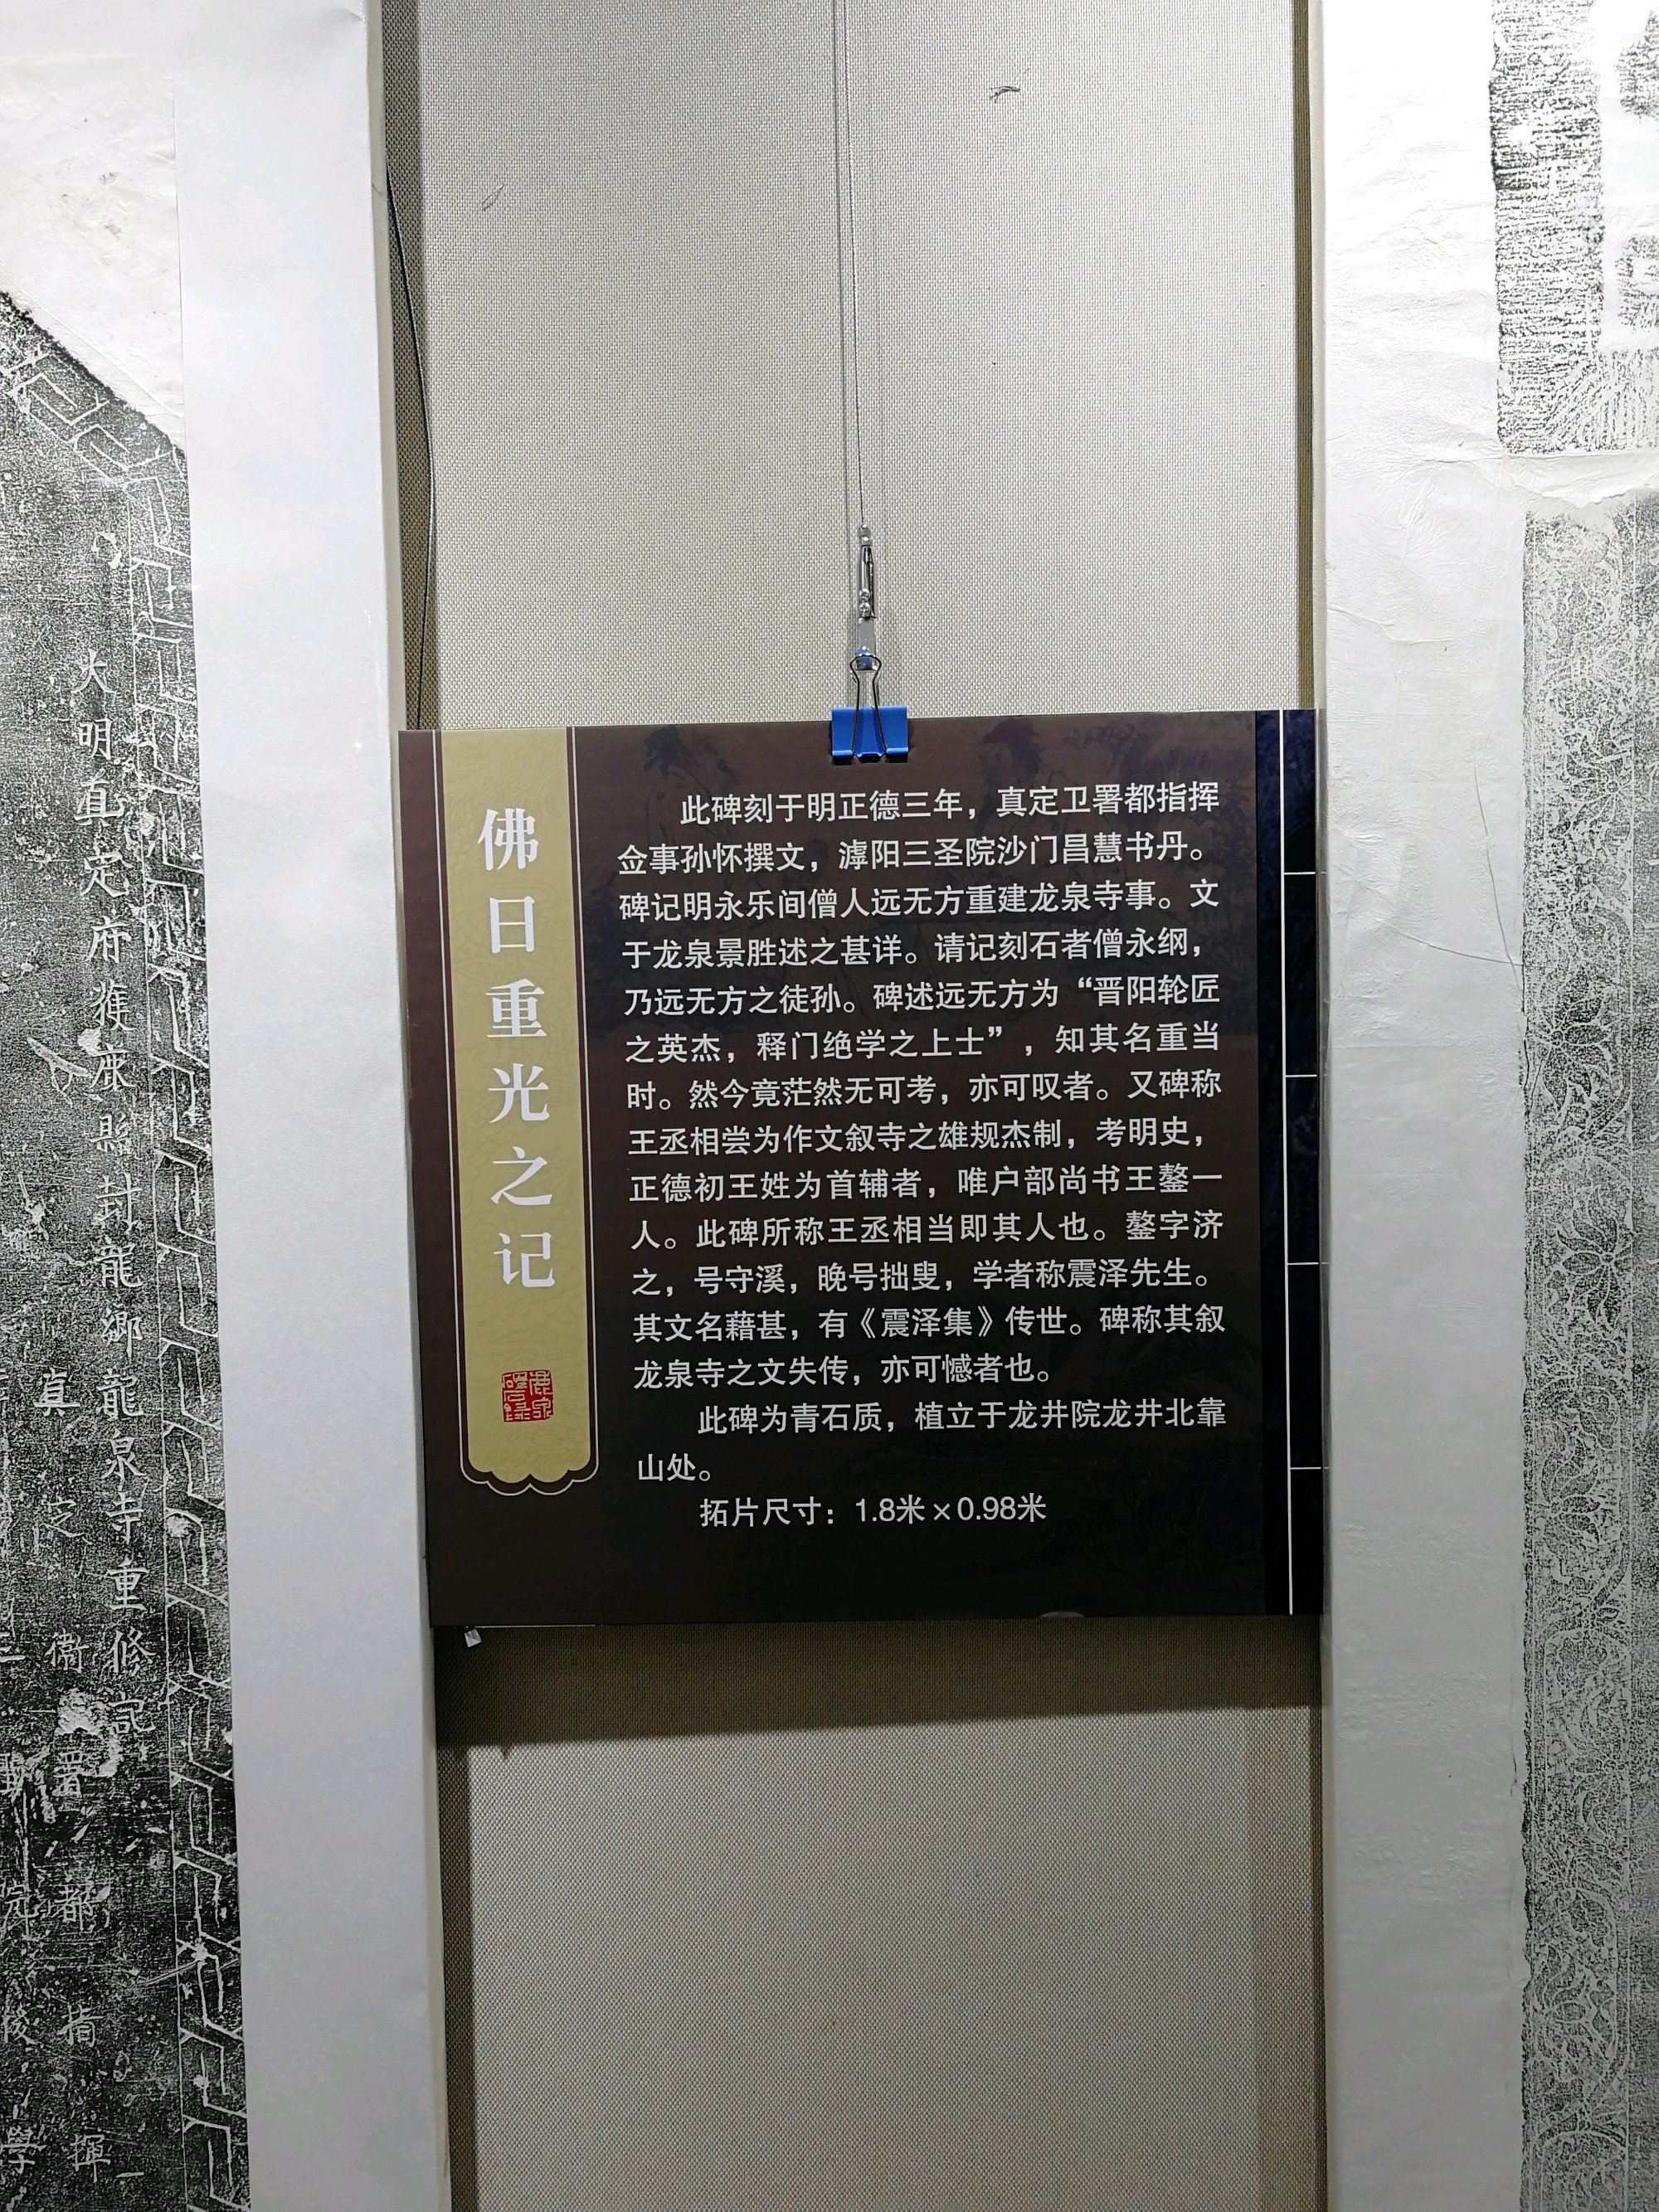 佛日重光之记
此碑刻于明正德三年，真定卫署都指挥
佥事孙怀撰文，滹阳三圣院沙门昌慧书丹。
碑记明永乐间僧人远无方重建龙泉寺事。文
于龙泉景胜述之甚详。请记刻石者僧永纲，
乃远无方之徒孙。碑述远无方为“晋阳轮匠
之英杰，释门绝学之上士”，知其名重当
时。然今竟茫然无可考，亦可叹者。又碑称
王丞相尝为作文叙寺之雄规杰制，考明史，
正德初王姓为首辅者，唯户部尚书王鏊一
人。此碑所称王丞相当即其人也。鏊字济
之，号守溪，晚号拙叟，学者称震泽先生。
其文名藉甚，有《震泽集》传世。碑称其叙
龙泉寺之文失传，亦可憾者也。
此碑为青石质，植立于龙井院龙井北靠
山处。
拓片尺寸：1.8米×0.98米
大明直定府獲鹿縣封龍鄉龍泉寺重修記
真定衞署都指揮